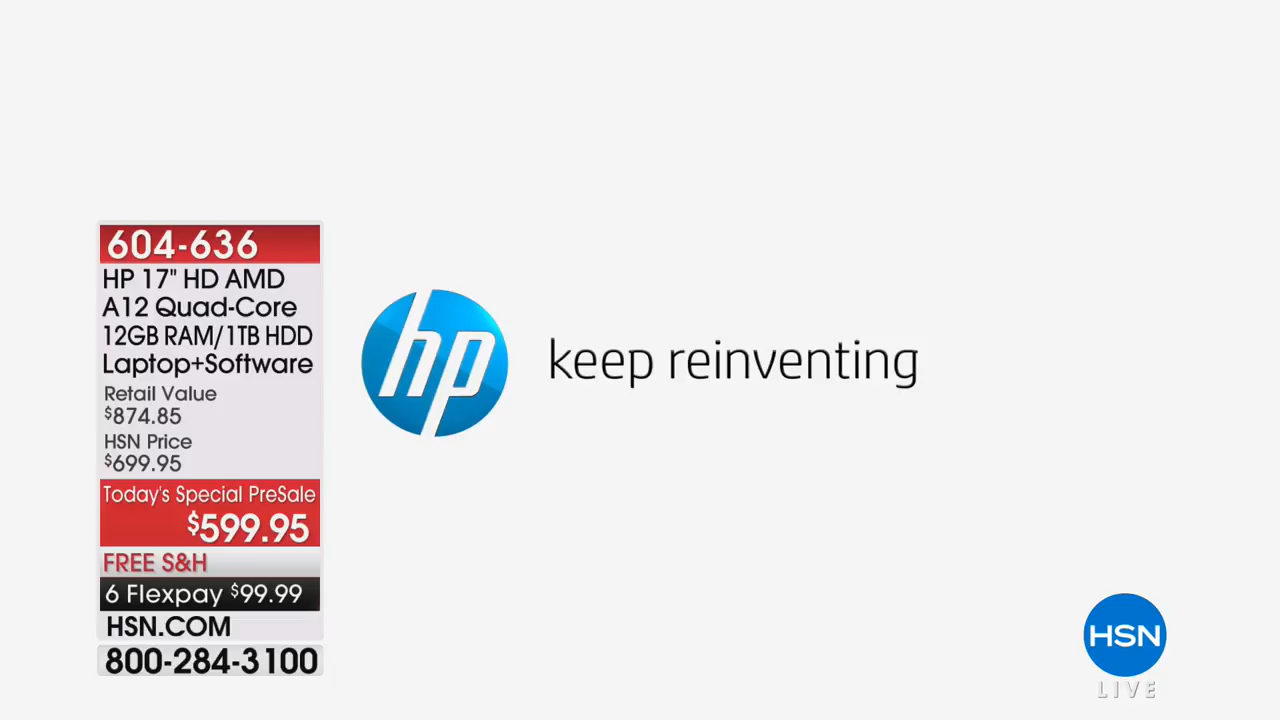 604-636
HP 17" HD AMD
A12 Quad-Core
12GB RAM/1TB HDD
Laptop+Software
Retail Value
$874.85
HSN Price
$699.95
Today's Special PreSale
$599.95
FREE S&H
6 Flexpay $99.99
HSN.COM
800-284-3100
hp
keep reinventing
HSN
LIVE